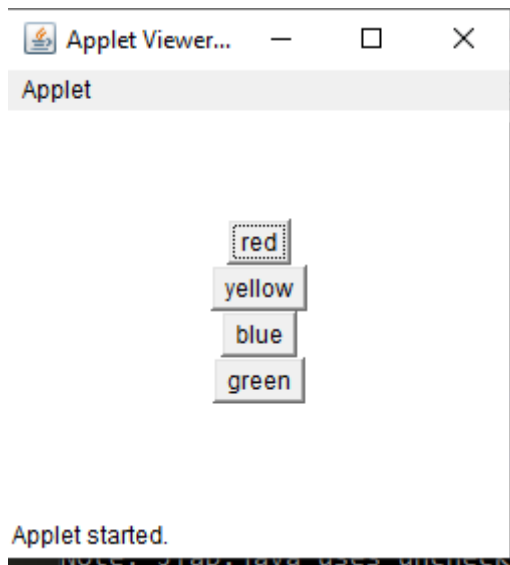 Applet Viewer...
Applet
red
yellow
blue
green
Applet started.